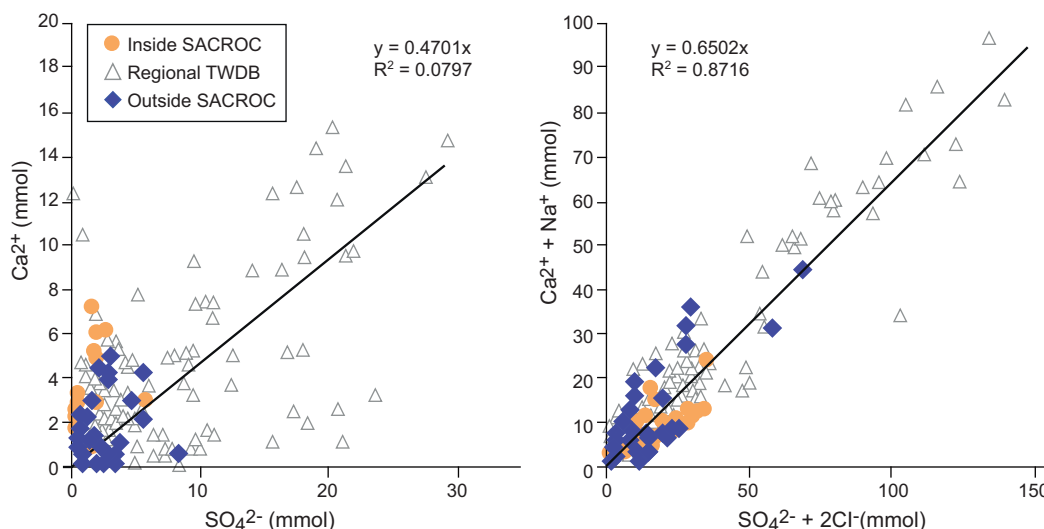 20
18
16
14
12
10
8
6
4
2
0
Ca2+ (mmol)
Inside SACROC
Regional TWDB
Outside SACROC
y = 0.4701x
R2 = 0.0797
0
10
20
30
SO42- (mmol)
100
90
80
70
60
50
40
30
20
10
0
Ca2+ + Na+ (mmol)
y = 0.6502x
R2 = 0.8716
0
50
100
150
SO42- + 2Cl-(mmol)